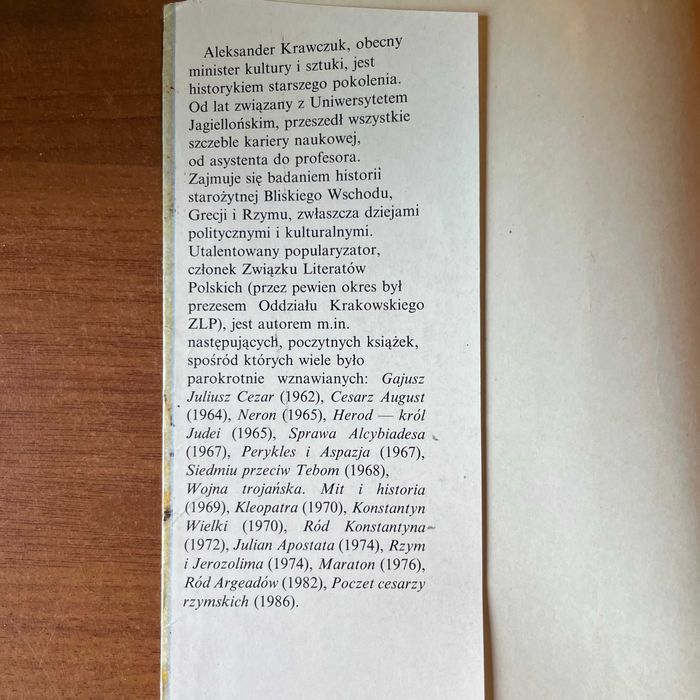 Aleksander Krawczuk, obecny
minister kultury i sztuki, jest
historykiem starszego pokolenia.
Od lat związany z Uniwersytetem
Jagiellońskim, przeszedł wszystkie
szczeble kariery naukowej,
od asystenta do profesora.
Zajmuje się badaniem historii
starożytnej Bliskiego Wschodu,
Grecji i Rzymu, zwłaszcza dziejami
politycznymi i kulturalnymi.
Utalentowany popularyzator,
członek Związku Literatów
Polskich (przez pewien okres był
prezesem Oddziału Krakowskiego
ZLP), jest autorem m.in.
następujących, poczytnych książek,
spośród których wiele było
parokrotnie wznawianych: Gajusz
Juliusz Cezar (1962), Cesarz August
(1964), Neron (1965), Herod — król
Judei (1965), Sprawa Alcybiadesa
(1967), Perykles i Aspazja (1967),
Siedmiu przeciw Tebom (1968),
Wojna trojańska. Mit i historia
(1969), Kleopatra (1970), Konstantyn
Wielki (1970), Ród Konstantyna
(1972), Julian Apostata (1974), Rzym
i Jerozolima (1974), Maraton (1976),
Ród Argeadów (1982), Poczet cesarzy
rzymskich (1986).